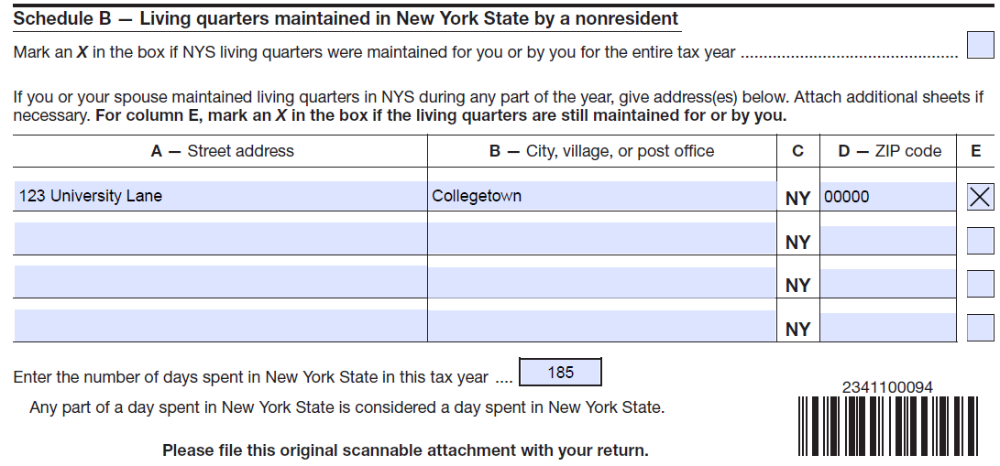 Schedule B — Living quarters maintained in New York State by a nonresident
Mark an X in the box if NYS living quarters were maintained for you or by you for the entire tax year ................................................
If you or your spouse maintained living quarters in NYS during any part of the year, give address(es) below. Attach additional sheets if
necessary. For column E, mark an X in the box if the living quarters are still maintained for or by you.
A — Street address B — City, village, or post office C D — ZIP code E
123 University Lane Collegetown NY 00000 X
NY
NY
NY
Enter the number of days spent in New York State in this tax year .... 185
Any part of a day spent in New York State is considered a day spent in New York State.
2341100094
Please file this original scannable attachment with your return.